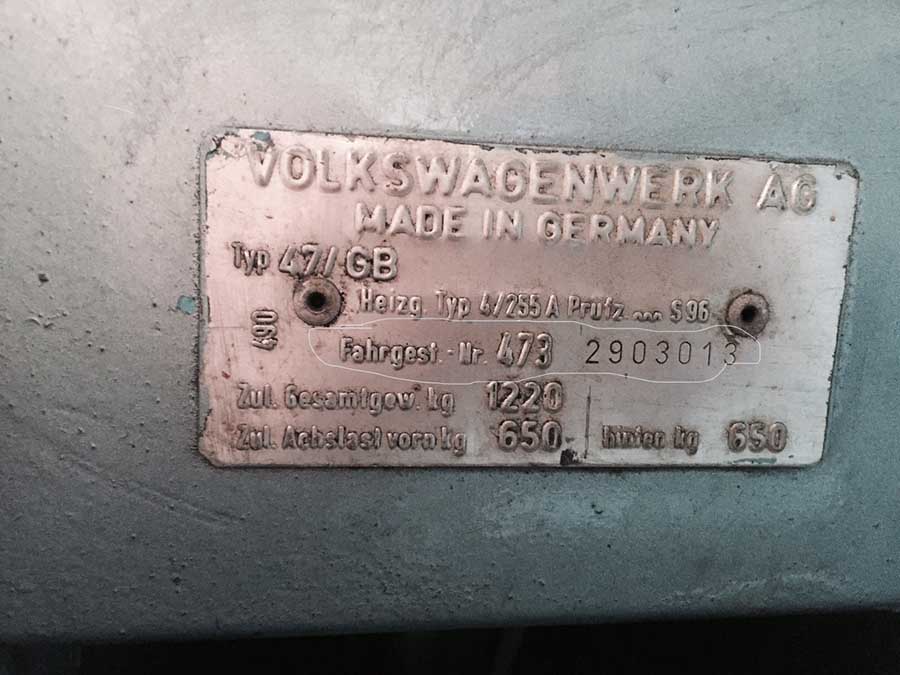 VOLKSWAGENWERK AG
MADE IN GERMANY
Typ 47//GB
Heizg. Typ 4/255 A Prüfz. S 96
490
Fahrgest.-Nr. 473 2903013
Zul. Gesamtgew. kg 1220
Zul. Achslast vorn kg 650 hinten kg 650